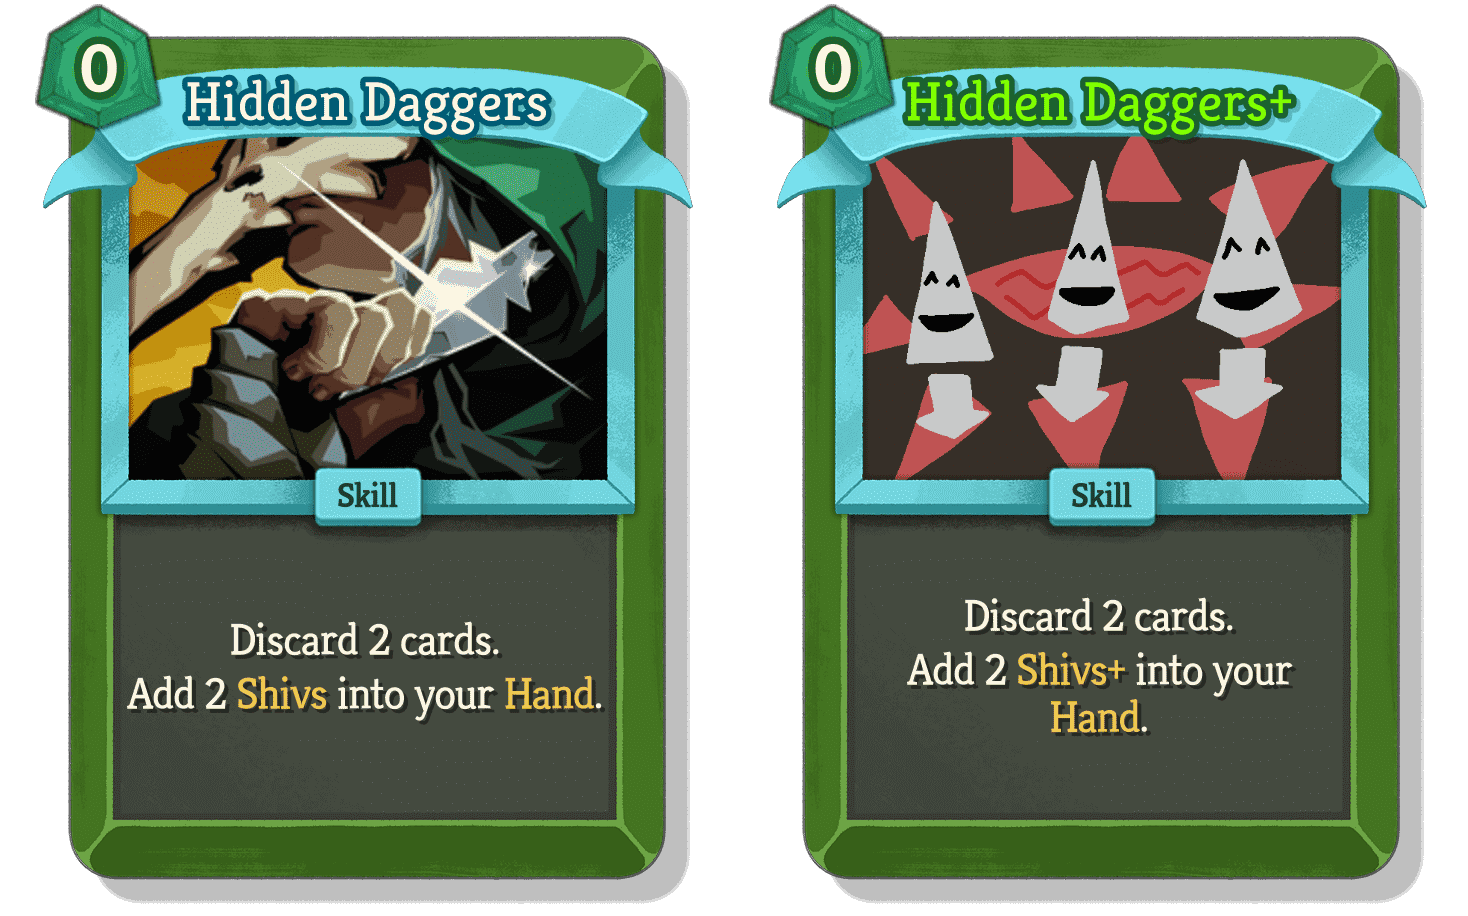 0
Hidden Daggers
Skill
Discard 2 cards.
Add 2 Shivs into your Hand.
0
Hidden Daggers+
Skill
Discard 2 cards.
Add 2 Shivs+ into your
Hand.